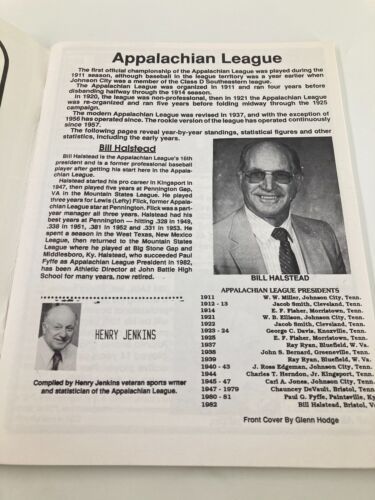 Appalachian League
The first official championship of the Appalachian League was played during the
1911 season, although baseball in the league territory was a year earlier when
Johnson City was a member of the Class D Southeastern league.
The Appalachian League was organized in 1911 and ran four years before
disbanding halfway through the 1914 season.
In 1920, the league was non-professional, then in 1921 the Appalachian League
was re-organized and ran five years before folding midway through the 1925
campaign.
The modern Appalachian League was revised in 1937, and with the exception of
1956 has operated since. The rookie version of the league has operated continuously
since 1957.
The following pages reveal year-by-year standings, statistical figures and other
statistics, including the early years.
Bill Halstead
Bill Halstead is the Appalachian League's 16th
president and is a former professional baseball
player after getting his start here in the Appala-
chian League.
Halstead started his pro career in Kingsport in
1947, then played five years at Pennington Gap,
VA in the Mountain States League. He played
three years for Lewis (Lefty) Flick, former Appala-
chian League star at Pennington. Flick was a part-
year manager all three years. Halstead had his
best years at Pennington — hitting .328 in 1949,
.338 in 1951, .381 in 1952 and .331 in 1953. He
spent a season in the West Texas, New Mexico
League, then returned to the Mountain States
League where he played at Big Stone Gap and
Middlesboro, Ky. Halstead, who succeeded Paul
Fyffe as Appalachian League President in 1982,
has been Athletic Director at John Battle High
School for many years, now retired.
BILL HALSTEAD
HENRY JENKINS
Compiled by Henry Jenkins veteran sports writer
and statistician of the Appalachian League.
APPALACHIAN LEAGUE PRESIDENTS
1911 W. W. Miller, Johnson City, Tenn.
1912 - 13 Jacob Smith, Cleveland, Tenn.
1914 E. F. Fisher, Morristown, Tenn.
1921 W. B. Ellison, Johnson City, Tenn.
1922 Jacob Smith, Cleveland, Tenn.
1923 - 24 George C. Davis, Knoxville, Tenn.
1925 E. F. Fisher, Morristown, Tenn.
1937 Ray Ryan, Bluefield, W. Va.
1938 John S. Bernard, Greeneville, Tenn.
1939 Ray Ryan, Bluefield, W. Va.
1940 - 43 J. Ross Edgeman, Johnson City, Tenn.
1944 Charles T. Herndon, Jr. Kingsport, Tenn.
1945 - 47 Carl A. Jones, Johnson City, Tenn.
1947 - 1979 Chauncey DeVault, Bristol, Tenn.
1980 - 81 Paul G. Fyffe, Paintsville, Ky
1982 Bill Halstead, Bristol, V
Front Cover By Glenn Hodge